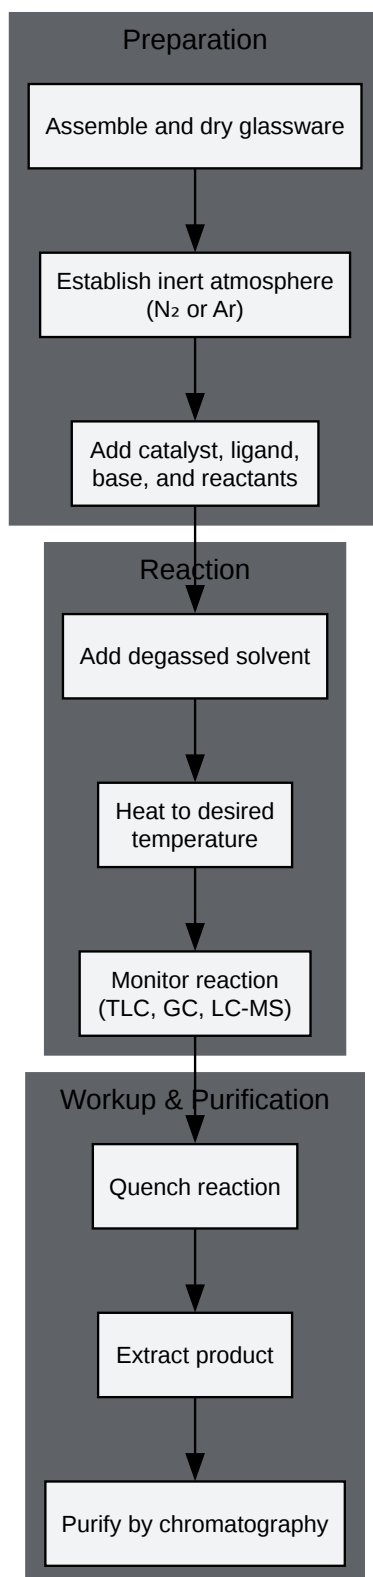 Preparation
Assemble and dry glassware
Establish inert atmosphere
(N₂ or Ar)
Add catalyst, ligand,
base, and reactants
Reaction
Add degassed solvent
Heat to desired
temperature
Monitor reaction
(TLC, GC, LC-MS)
Workup & Purification
Quench reaction
Extract product
Purify by chromatography